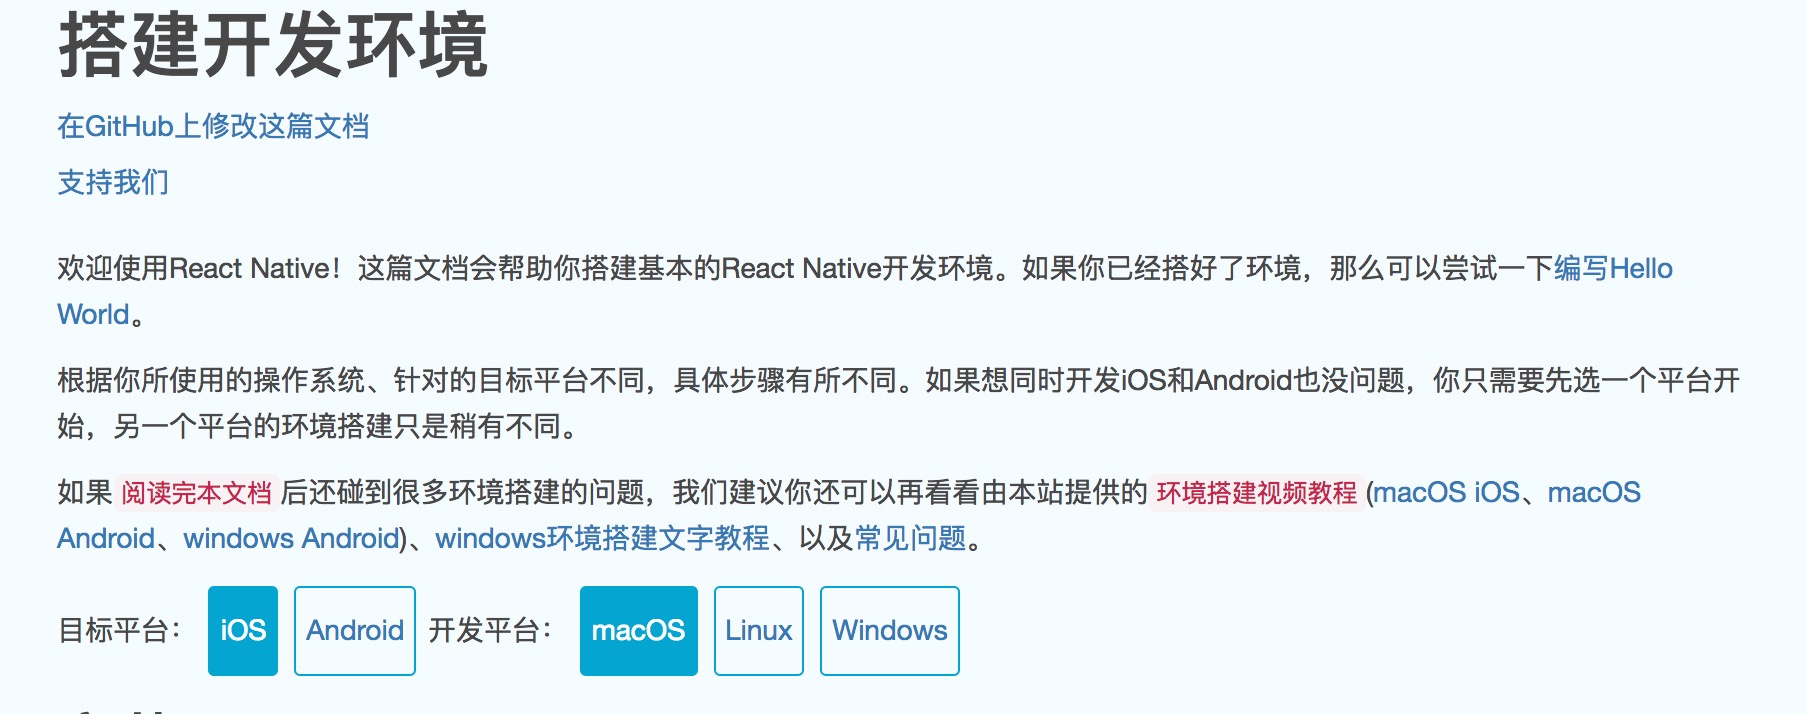 搭建开发环境
在GitHub上修改这篇文档
支持我们
欢迎使用React Native！这篇文档会帮助你搭建基本的React Native开发环境。如果你已经搭好了环境，那么可以尝试一下编写Hello
World。
根据你所使用的操作系统、针对的目标平台不同，具体步骤有所不同。如果想同时开发iOS和Android也没问题，你只需要先选一个平台开
始，另一个平台的环境搭建只是稍有不同。
如果 阅读完本文档 后还碰到很多环境搭建的问题，我们建议你还可以再看看由本站提供的 环境搭建视频教程 (macOS iOS、macOS
Android、windows Android)、windows环境搭建文字教程、以及常见问题。
目标平台： iOS Android 开发平台： macOS Linux Windows